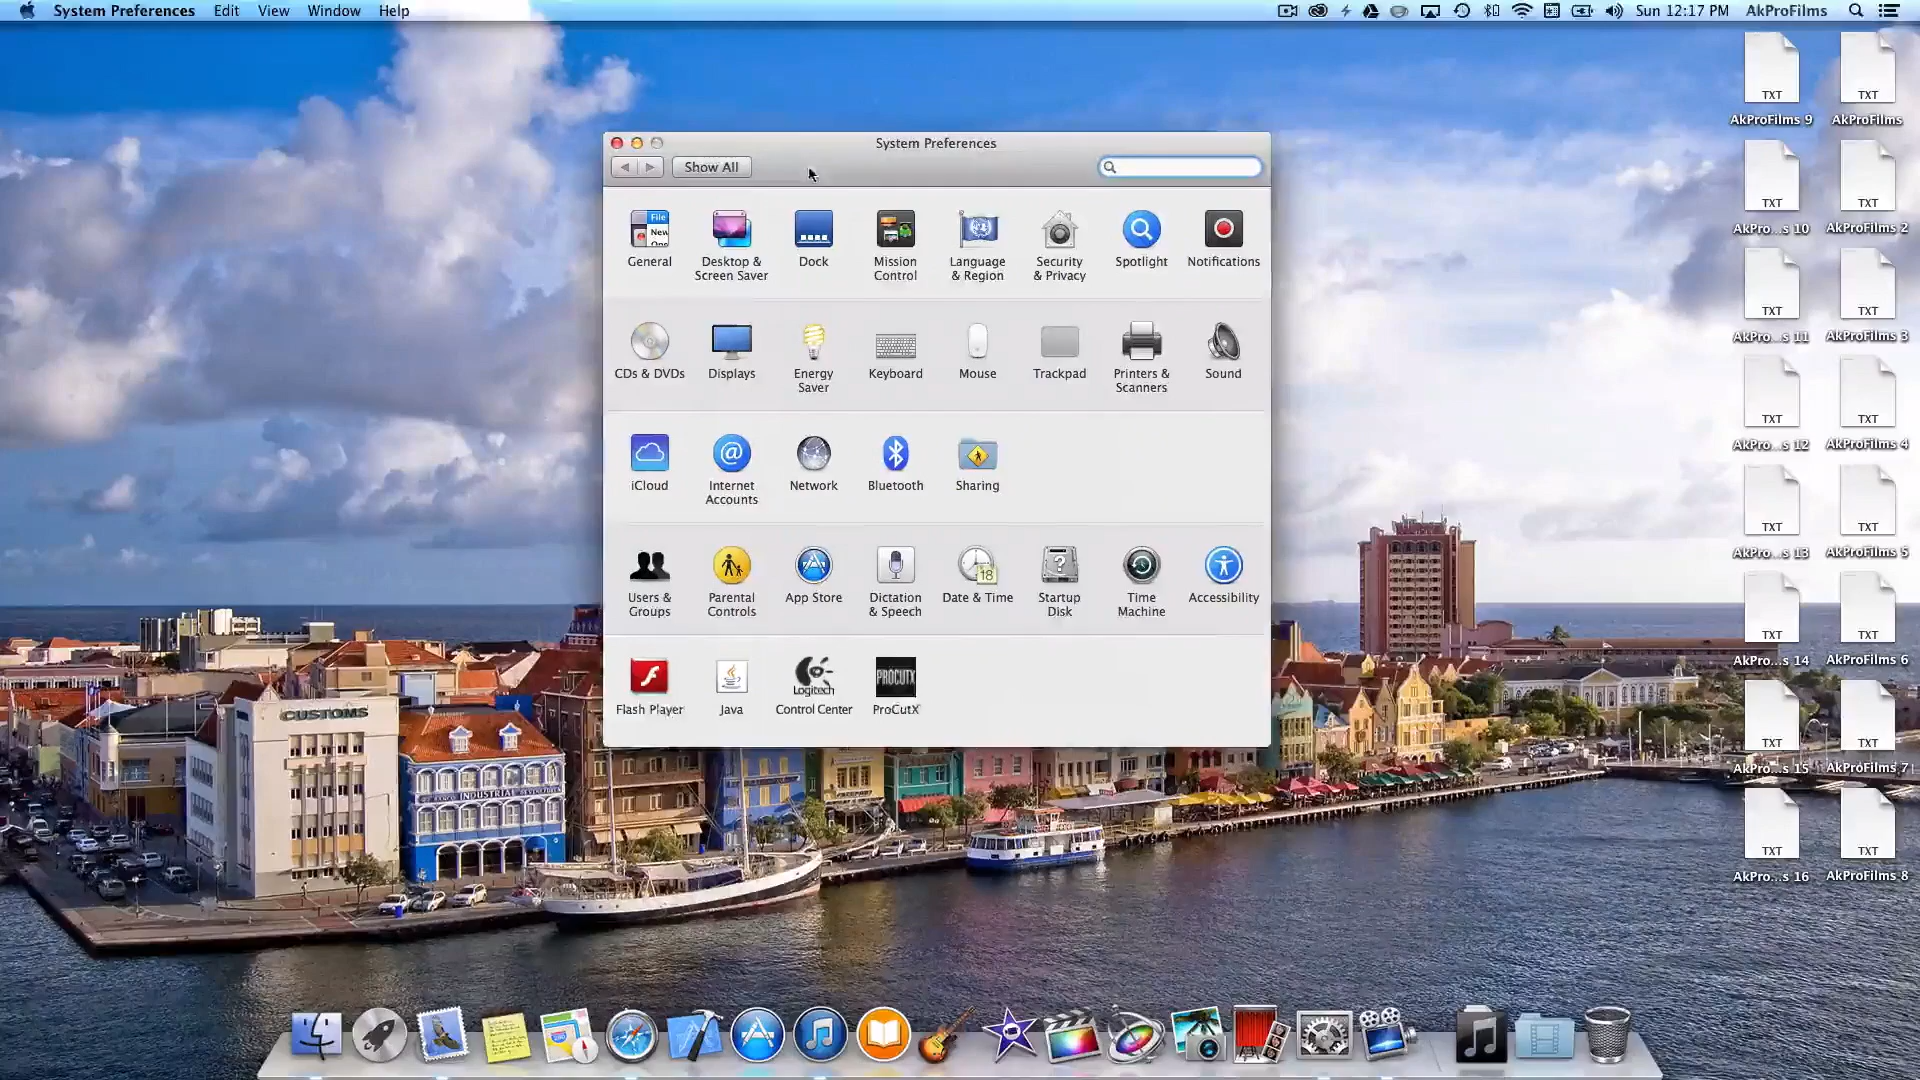 System Preferences Edit View Window Help
Sun 12:17 PM AkProFilms
System Preferences
Show All
General
Desktop & Screen Saver
Dock
Mission Control
Language & Region
Security & Privacy
Spotlight
Notifications
CDs & DVDs
Displays
Energy Saver
Keyboard
Mouse
Trackpad
Printers & Scanners
Sound
iCloud
Internet Accounts
Network
Bluetooth
Sharing
Users & Groups
Parental Controls
App Store
Dictation & Speech
Date & Time
18
Startup Disk
Time Machine
Accessibility
Flash Player
Java
Logitech
Control Center
PROCUTX
ProCutX
File
New
TXT
AkProFilms 9
TXT
AkProFilms
TXT
AkPro...s 10
TXT
AkProFilms 2
TXT
AkPro...s 11
TXT
AkProFilms 3
TXT
AkPro...s 12
TXT
AkProFilms 4
TXT
AkPro...s 13
TXT
AkProFilms 5
TXT
AkPro...s 14
TXT
AkProFilms 6
TXT
AkPro...s 15
TXT
AkProFilms 7
TXT
AkPro...s 16
TXT
AkProFilms 8
CUSTOMS